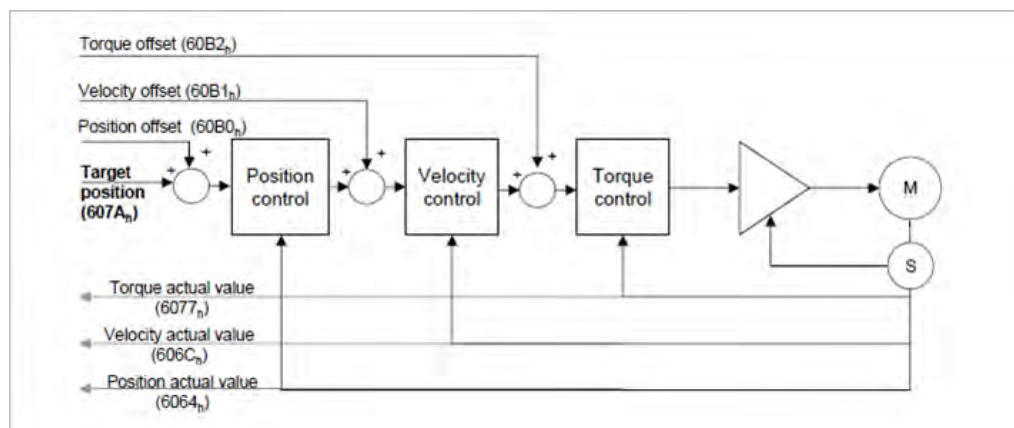 Torque offset (60B2h)
Velocity offset (60B1h)
Position offset (60B0h)
+ + + + + +
Target
position
(607Ah)
Position
control
Velocity
control
Torque
control
M
S
Torque actual value
(6077h)
Velocity actual value
(606Ch)
Position actual value
(6064h)